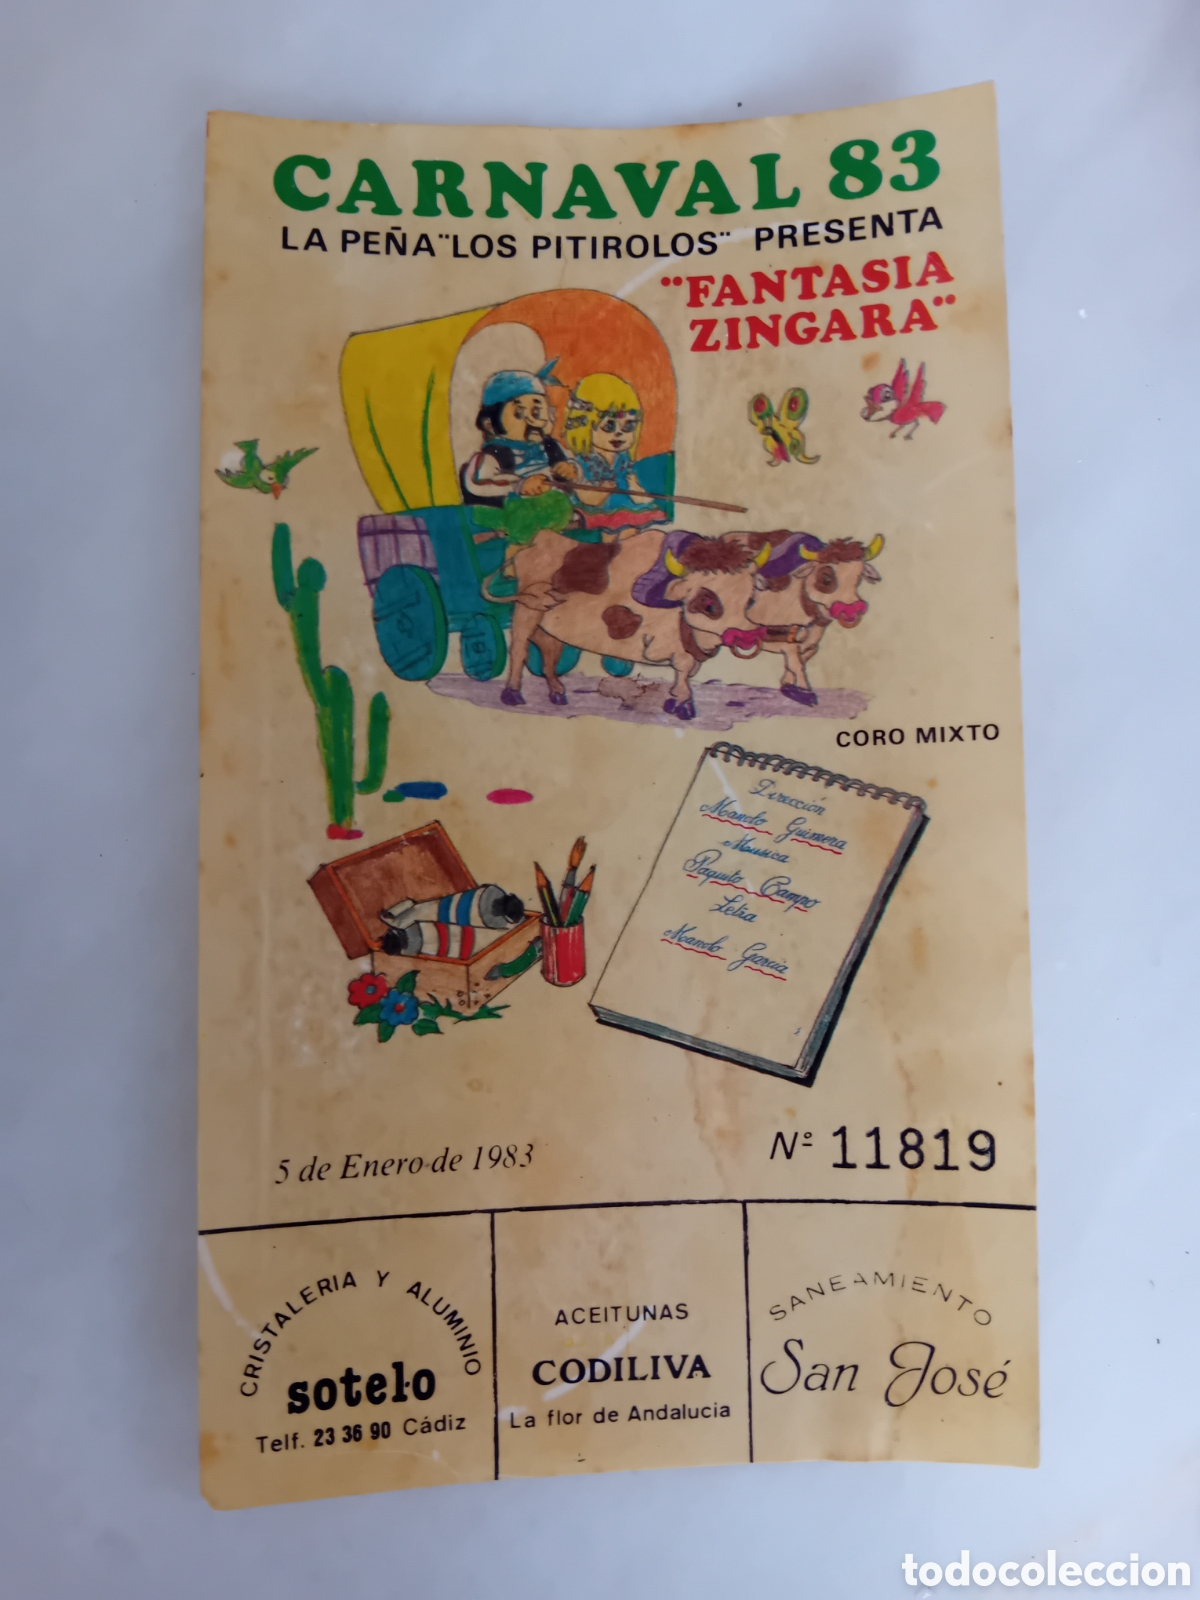 CARNAVAL 83
LA PEÑA "LOS PITIROLOS" PRESENTA
"FANTASIA
ZINGARA"
CORO MIXTO
Dirección
Manolo Guimera
Musica
Paquito Campo
Letra
Manolo Garcia
5 de Enero de 1983
Nº 11819
CRISTALERIA Y ALUMINIO
sotelo
Telf. 23 36 90 Cádiz
ACEITUNAS
CODILIVA
La flor de Andalucia
SANEAMIENTO
San José
todocoleccion